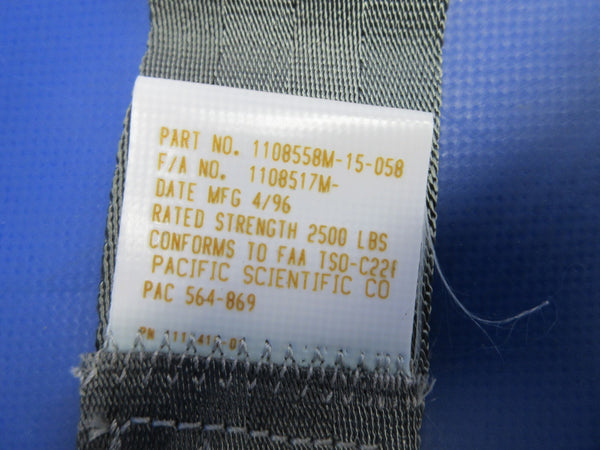 PART NO. 1108558M-15-058
F/A NO. 1108517M-
DATE MFG 4/96
RATED STRENGTH 2500 LBS
CONFORMS TO FAA TSO-C22f
PACIFIC SCIENTIFIC CO
PAC 564-869
PN